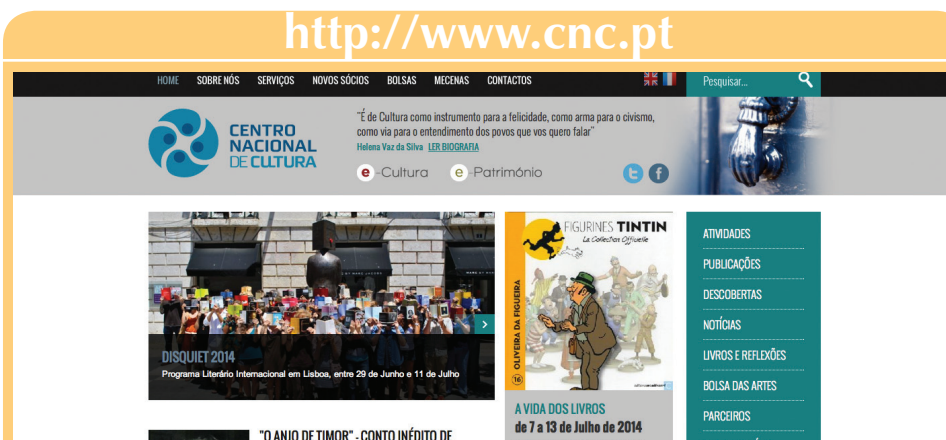 http://www.cnc.pt
HOME SOBRE NÓS SERVIÇOS NOVOS SÓCIOS BOLSAS MECENAS CONTACTOS
Pesquisar...
CENTRO
NACIONAL
DE CULTURA
"É de Cultura como instrumento para a felicidade, como arma para o civismo,
como via para o entendimento dos povos que vos quero falar"
Helena Vaz da Silva LER BIOGRAFIA
e-Cultura e-Património
DISQUIET 2014
Programa Literário Internacional em Lisboa, entre 29 de Junho e 11 de Julho
FIGURINES TINTIN
La Collection Officielle
OLIVEIRA DA FIGUEIRA
16
A VIDA DOS LIVROS
de 7 a 13 de Julho de 2014
ATIVIDADES
PUBLICAÇÕES
DESCOBERTAS
NOTÍCIAS
LIVROS E REFLEXÕES
BOLSA DAS ARTES
PARCEIROS
"O ANJO DE TIMOR" - CONTO INÉDITO DE